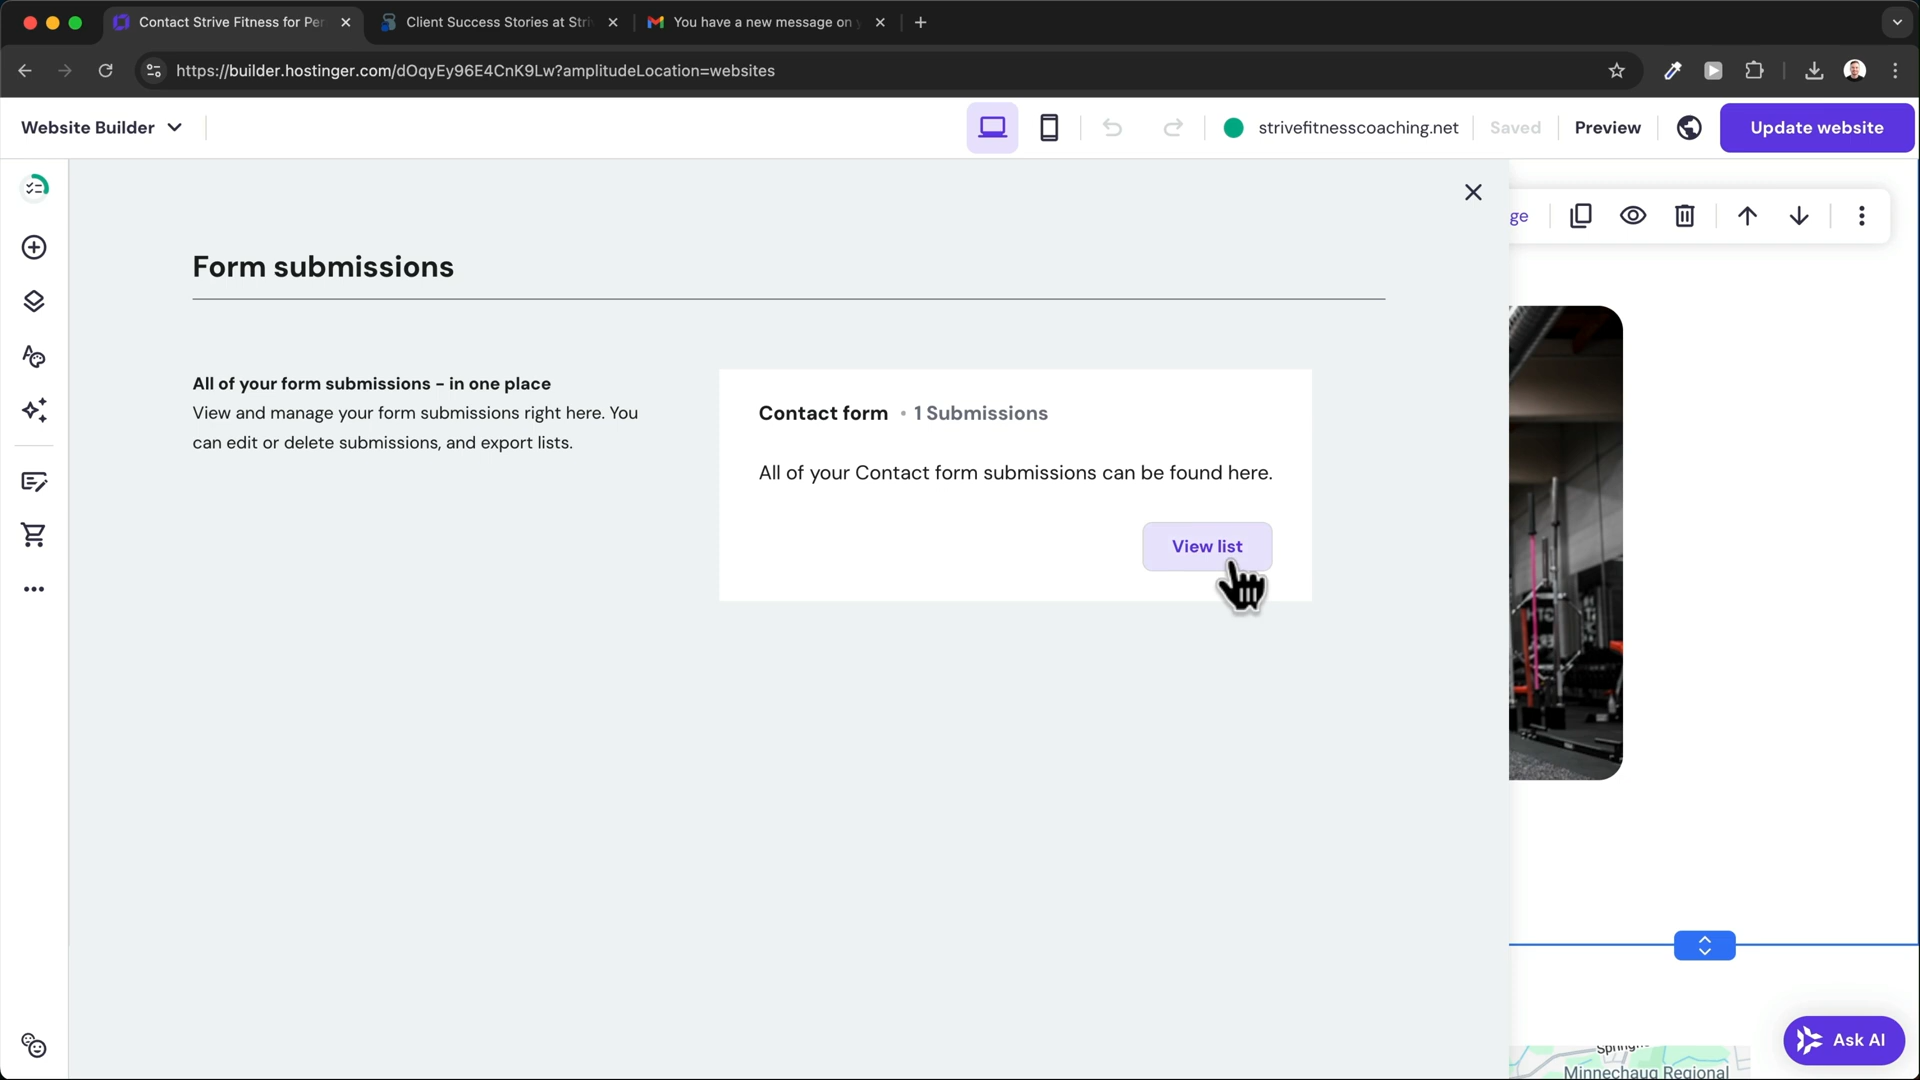 Contact Strive Fitness for Per
Client Success Stories at Stri
You have a new message on
https://builder.hostinger.com/dOqyEy96E4CnK9Lw?amplitudeLocation=websites
Website Builder
strivefitnesscoaching.net
Saved
Preview
Update website
ge
Form submissions
All of your form submissions – in one place
View and manage your form submissions right here. You
can edit or delete submissions, and export lists.
Contact form • 1 Submissions
All of your Contact form submissions can be found here.
View list
Minnechaug Regional
Ask AI